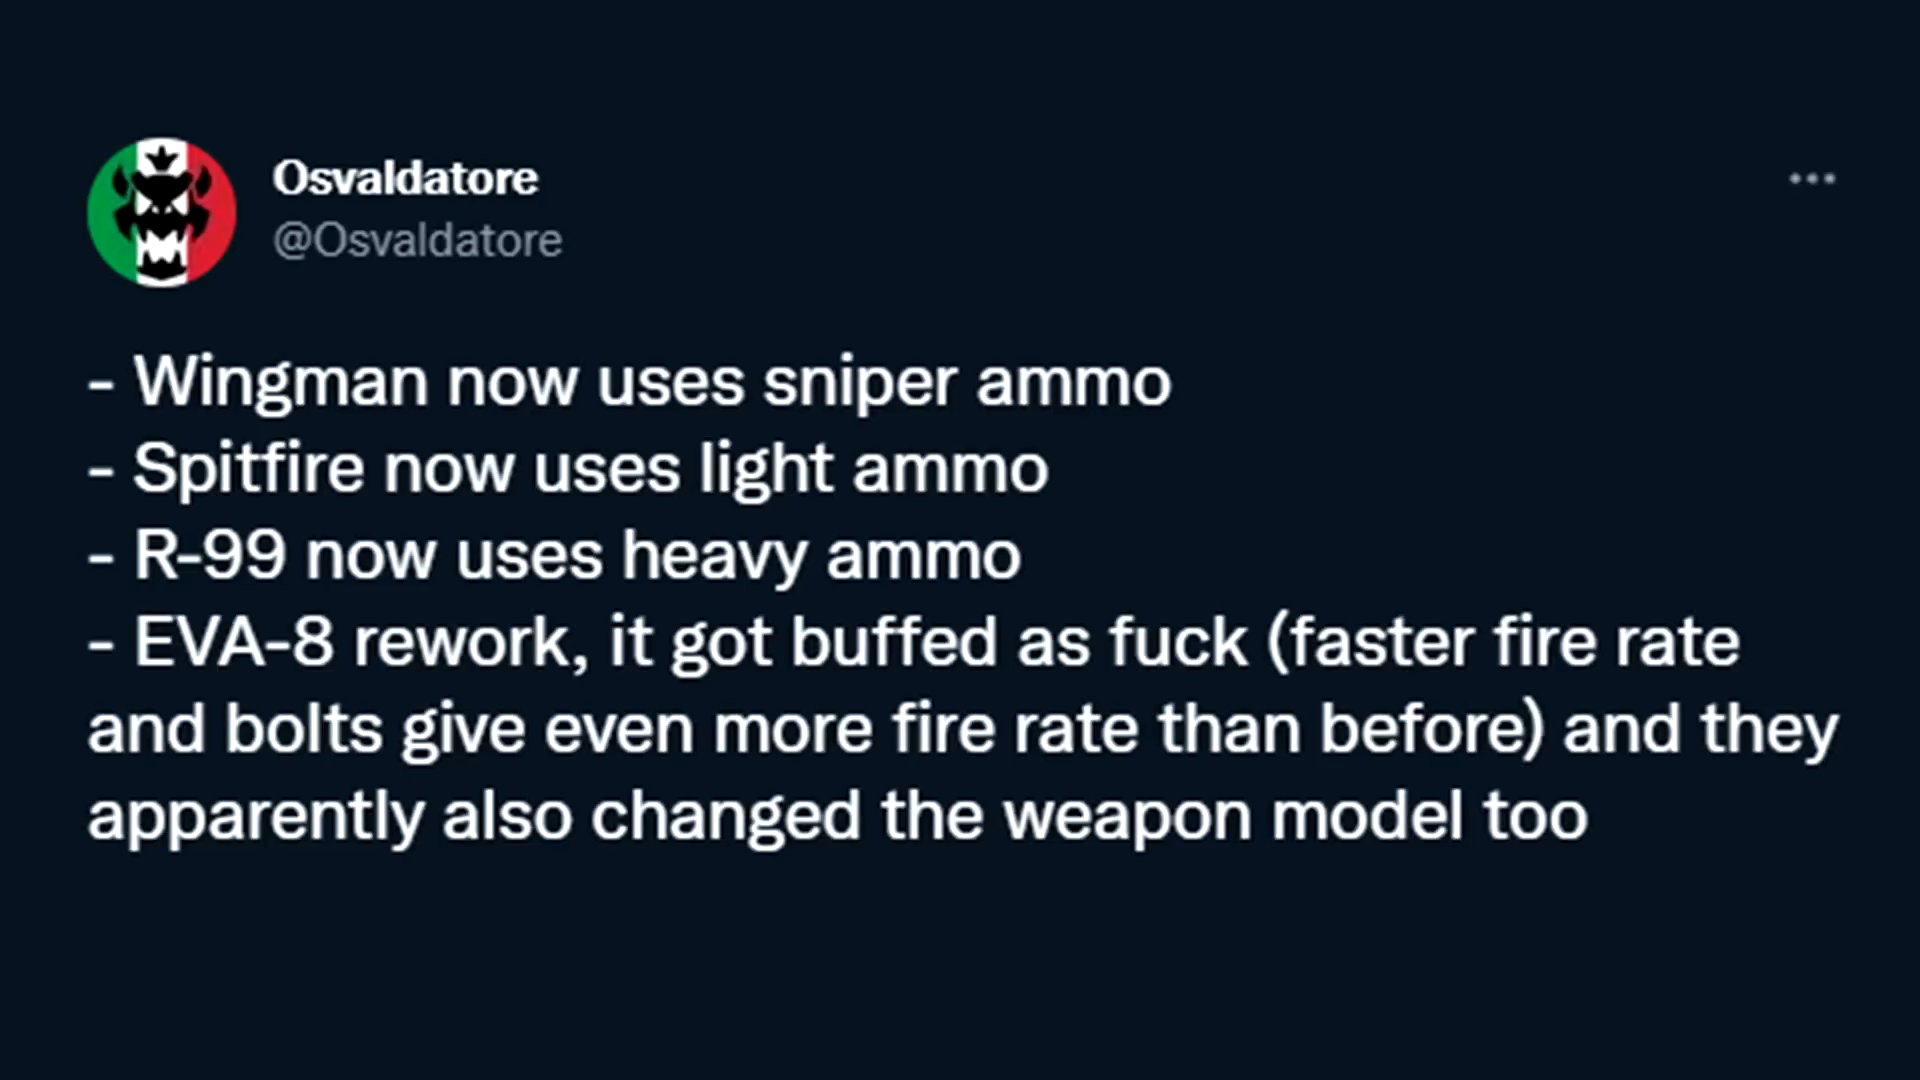 Osvaldatore
@Osvaldatore
- Wingman now uses sniper ammo
- Spitfire now uses light ammo
- R-99 now uses heavy ammo
- EVA-8 rework, it got buffed as fuck (faster fire rate
and bolts give even more fire rate than before) and they
apparently also changed the weapon model too